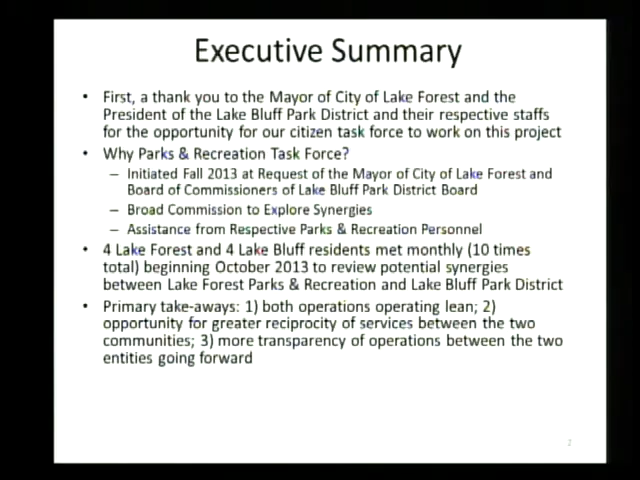 Executive Summary
• First, a thank you to the Mayor of City of Lake Forest and the
President of the Lake Bluff Park District and their respective staffs
for the opportunity for our citizen task force to work on this project
• Why Parks & Recreation Task Force?
– Initiated Fall 2013 at Request of the Mayor of City of Lake Forest and
Board of Commissioners of Lake Bluff Park District Board
– Broad Commission to Explore Synergies
– Assistance from Respective Parks & Recreation Personnel
• 4 Lake Forest and 4 Lake Bluff residents met monthly (10 times
total) beginning October 2013 to review potential synergies
between Lake Forest Parks & Recreation and Lake Bluff Park District
• Primary take-aways: 1) both operations operating lean; 2)
opportunity for greater reciprocity of services between the two
communities; 3) more transparency of operations between the two
entities going forward
2